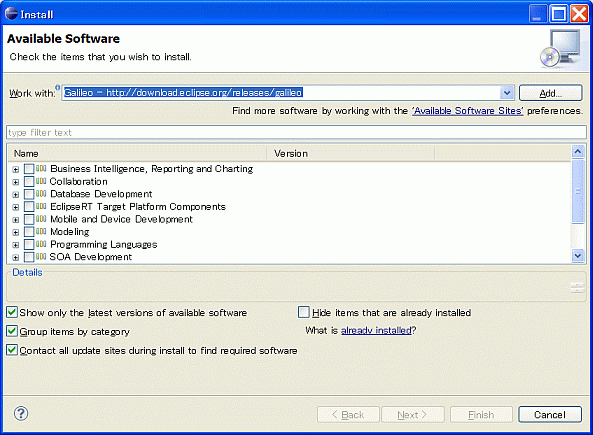 Install
Available Software
Check the items that you wish to install.
Work with: Galileo - http://download.eclipse.org/releases/galileo Add...
Find more software by working with the 'Available Software Sites' preferences.
type filter text
Name Version
Business Intelligence, Reporting and Charting
Collaboration
Database Development
EclipseRT Target Platform Components
Mobile and Device Development
Modeling
Programming Languages
SOA Development
Details
Show only the latest versions of available software Hide items that are already installed
Group items by category What is already installed?
Contact all update sites during install to find required software
? < Back Next > Finish Cancel